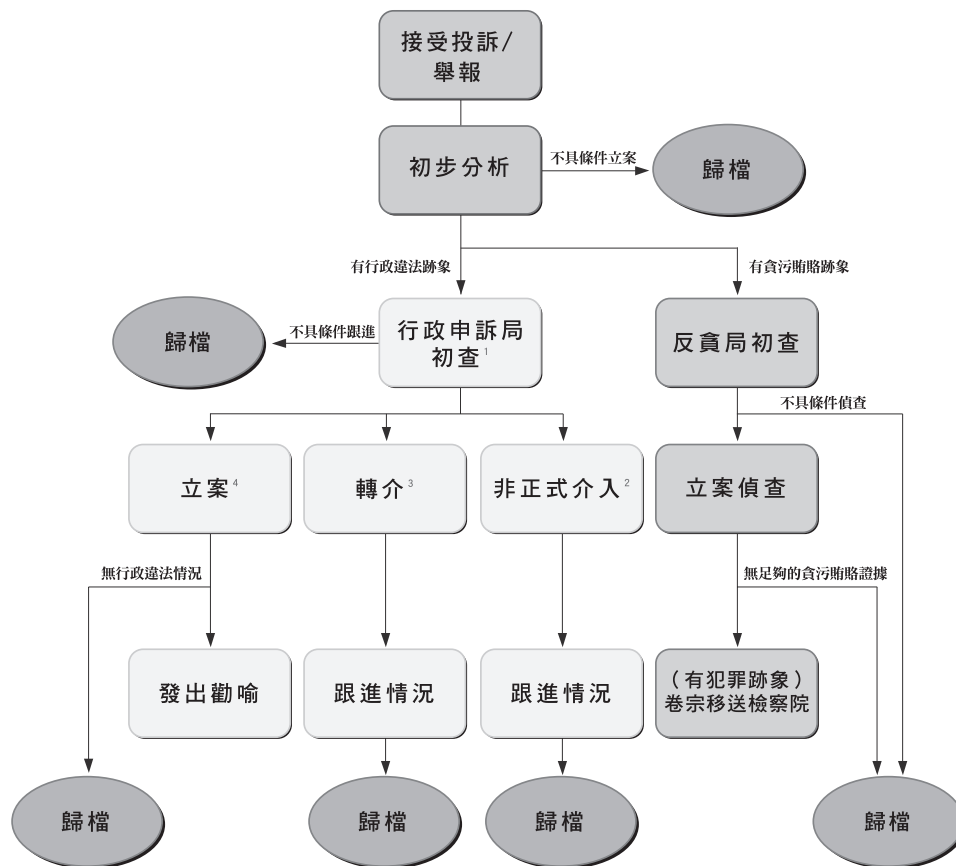 接受投訴/
舉報
初步分析
不具條件立案
歸檔
有行政違法跡象
有貪污賄賂跡象
歸檔
不具條件跟進
行政申訴局
初查1
反貪局初查
不具條件偵查
立案4
轉介3
非正式介入2
立案偵查
無行政違法情況
無足夠的貪污賄賂證據
發出勸喻
跟進情況
跟進情況
（有犯罪跡象）
卷宗移送檢察院
歸檔
歸檔
歸檔
歸檔